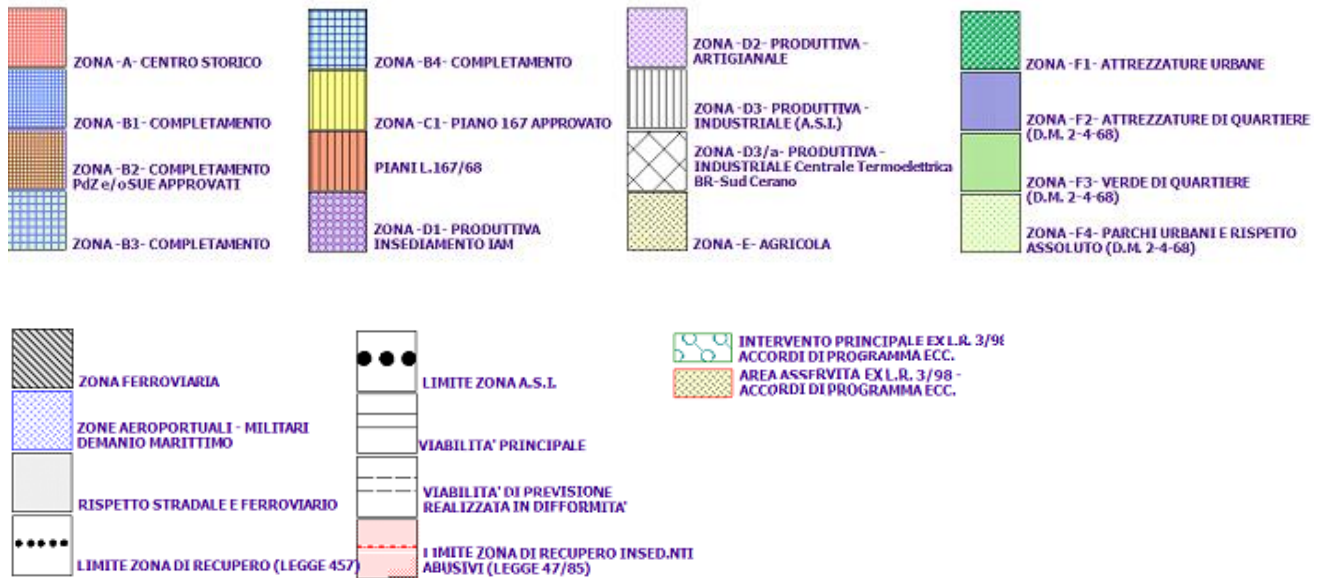 ZONA -A- CENTRO STORICO
ZONA -B1- COMPLETAMENTO
ZONA -B2- COMPLETAMENTO
PdZ e/o SUE APPROVATI
ZONA -B3- COMPLETAMENTO
ZONA -B4- COMPLETAMENTO
ZONA -C1- PIANO 167 APPROVATO
PIANI L.167/68
ZONA -D1- PRODUTTIVA
INSEDIAMENTO IAM
ZONA -D2- PRODUTTIVA -
ARTIGIANALE
ZONA -D3- PRODUTTIVA -
INDUSTRIALE (A.S.I.)
ZONA -D3/a- PRODUTTIVA -
INDUSTRIALE Centrale Termoelettrica
BR-Sud Cerano
ZONA -E- AGRICOLA
ZONA -F1- ATTREZZATURE URBANE
ZONA -F2- ATTREZZATURE DI QUARTIERE
(D.M. 2-4-68)
ZONA -F3- VERDE DI QUARTIERE
(D.M. 2-4-68)
ZONA -F4- PARCHI URBANI E RISPETTO
ASSOLUTO (D.M. 2-4-68)
ZONA FERROVIARIA
ZONE AEROPORTUALI - MILITARI
DEMANIO MARITTIMO
RISPETTO STRADALE E FERROVIARIO
LIMITE ZONA DI RECUPERO (LEGGE 457)
LIMITE ZONA A.S.I.
VIABILITA' PRINCIPALE
VIABILITA' DI PREVISIONE
REALIZZATA IN DIFFORMITA'
LIMITE ZONA DI RECUPERO INSED.NTI
ABUSIVI (LEGGE 47/85)
INTERVENTO PRINCIPALE EX L.R. 3/98
ACCORDI DI PROGRAMMA ECC.
AREA ASSERVITA EX L.R. 3/98 -
ACCORDI DI PROGRAMMA ECC.